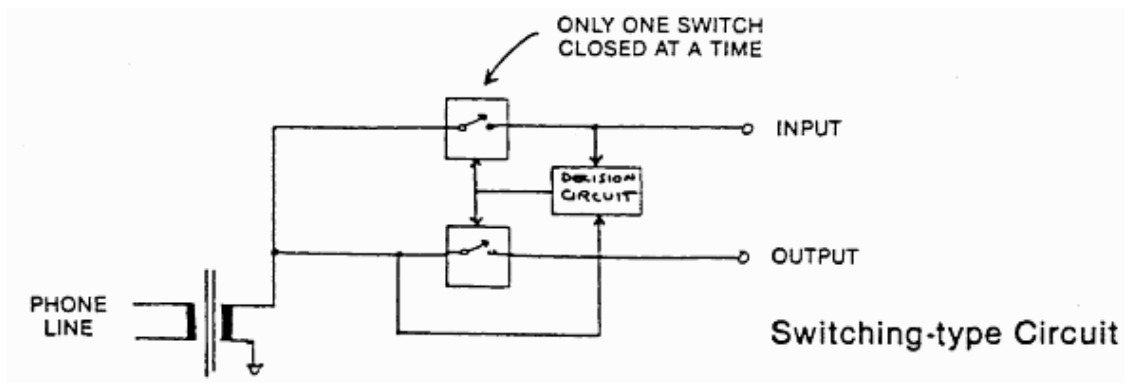 ONLY ONE SWITCH
CLOSED AT A TIME
INPUT
DECISION
CIRCUIT
OUTPUT
PHONE
LINE
Switching-type Circuit